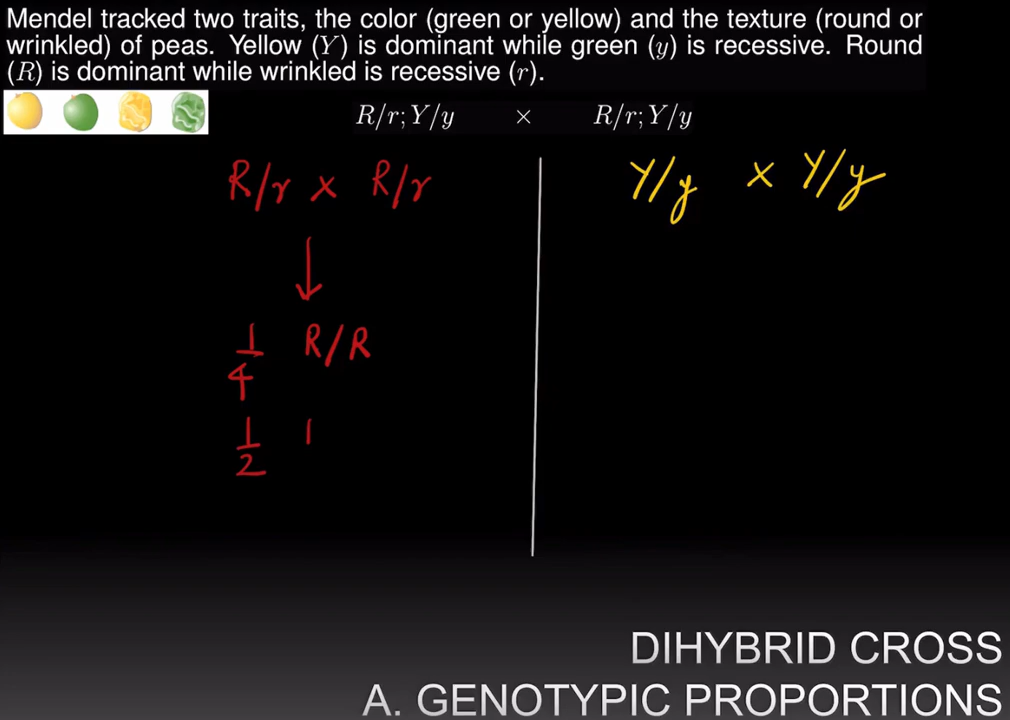 Mendel tracked two traits, the color (green or yellow) and the texture (round or
wrinkled) of peas. Yellow (Y) is dominant while green (y) is recessive. Round
(R) is dominant while wrinkled is recessive (r).
R/r; Y/y × R/r; Y/y
R/r × R/r
Y/y × Y/y
1/4 R/R
1/2
DIHYBRID CROSS
A. GENOTYPIC PROPORTIONS